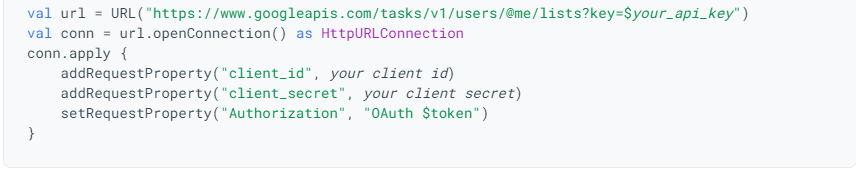 val url = URL("https://www.googleapis.com/tasks/v1/users/@me/lists?key=$your_api_key")
val conn = url.openConnection() as HttpURLConnection
conn.apply {
    addRequestProperty("client_id", your client id)
    addRequestProperty("client_secret", your client secret)
    setRequestProperty("Authorization", "OAuth $token")
}